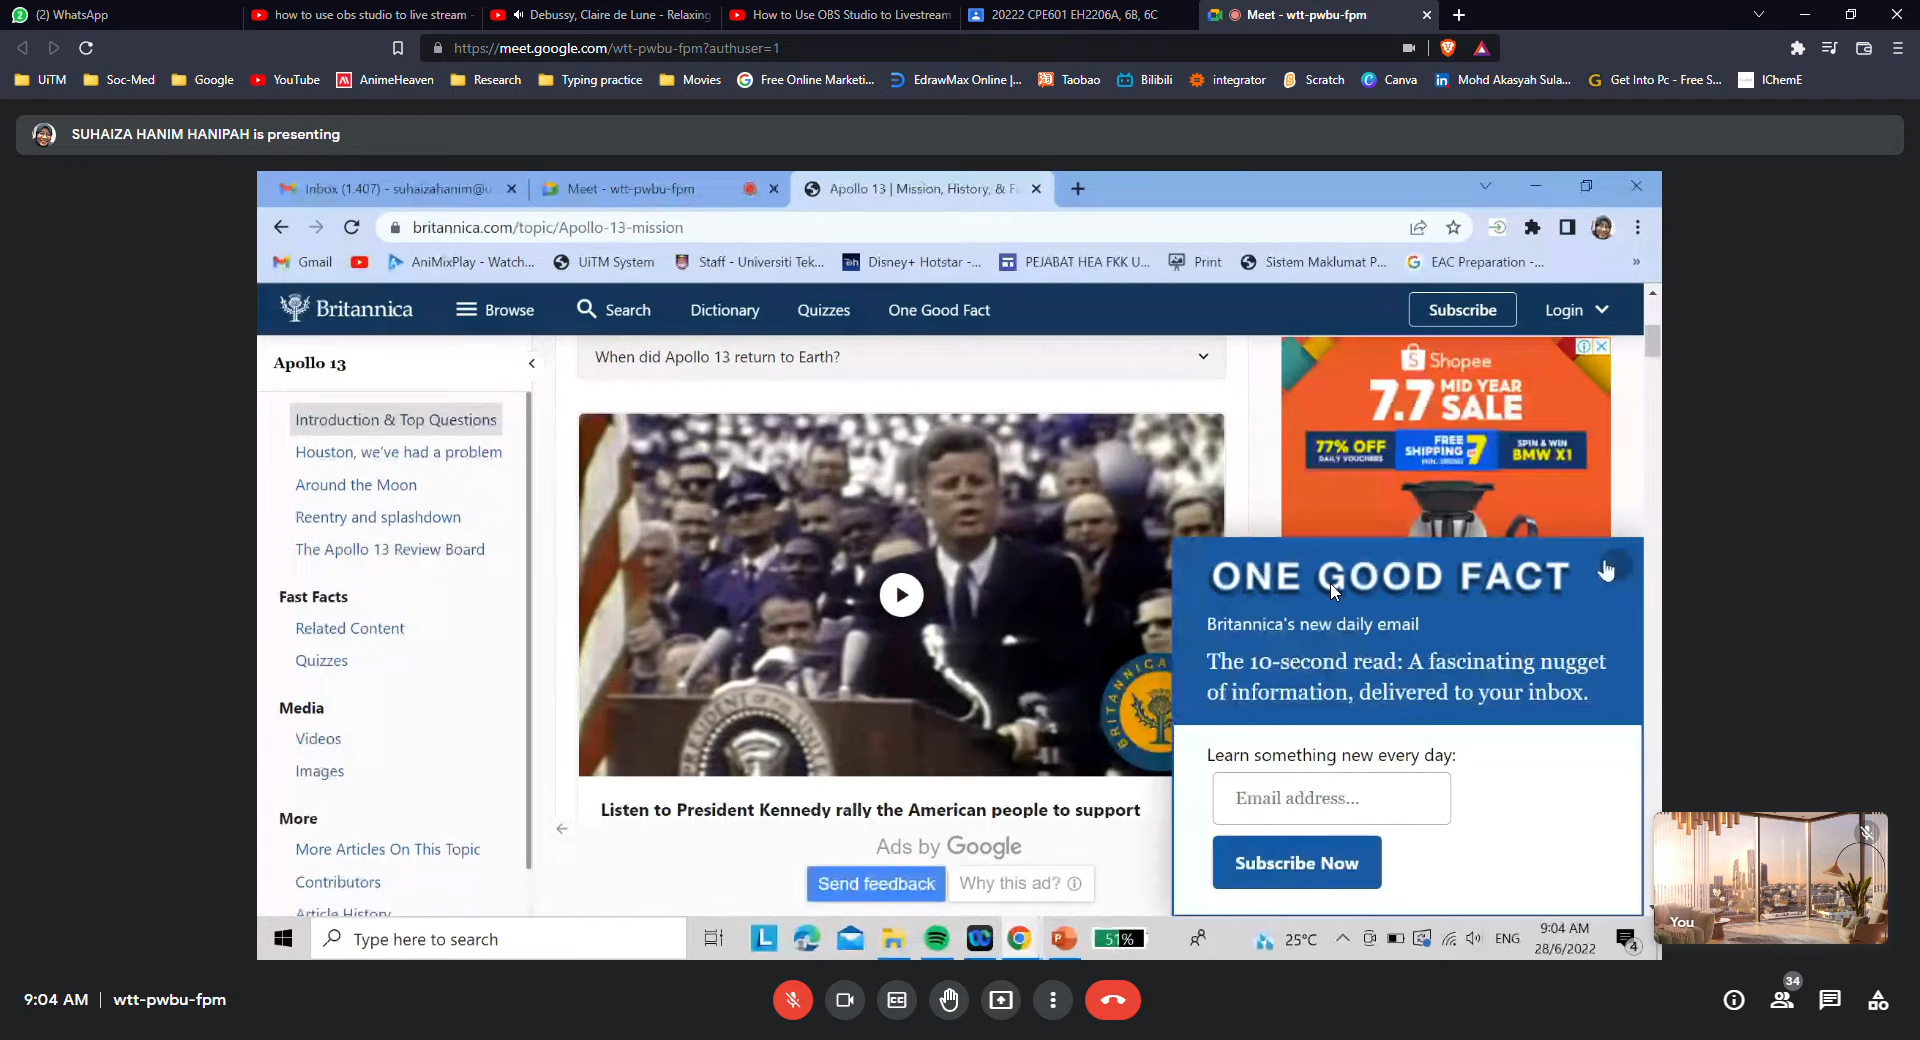 (2) WhatsApp
how to use obs studio to live stream -
Debussy, Claire de Lune - Relaxing
How to Use OBS Studio to Livestream
20222 CPE601 EH2206A, 6B, 6C
Meet - wtt-pwbu-fpm
https://meet.google.com/wtt-pwbu-fpm?authuser=1
UiTM
Soc-Med
Google
YouTube
AnimeHeaven
Research
Typing practice
Movies
Free Online Marketi...
EdrawMax Online |...
Taobao
Bilibili
integrator
Scratch
Canva
Mohd Akasyah Sula...
Get Into Pc - Free S...
IChemE
SUHAIZA HANIM HANIPAH is presenting
Inbox (1.407) - suhaizahanim@u
Meet - wtt-pwbu-fpm
Apollo 13 | Mission, History, & F
britannica.com/topic/Apollo-13-mission
Gmail
AniMixPlay - Watch...
UiTM System
Staff - Universiti Tek...
Disney+ Hotstar -...
PEJABAT HEA FKK U...
Print
Sistem Maklumat P...
EAC Preparation -...
»
Britannica
Browse
Search
Dictionary
Quizzes
One Good Fact
Subscribe
Login
Apollo 13
Introduction & Top Questions
Houston, we've had a problem
Around the Moon
Reentry and splashdown
The Apollo 13 Review Board
Fast Facts
Related Content
Quizzes
Media
Videos
Images
More
More Articles On This Topic
Contributors
Article History
When did Apollo 13 return to Earth?
Listen to President Kennedy rally the American people to support
Ads by Google
Send feedback
Why this ad?
Shopee
7.7 MID YEAR
SALE
77% OFF
DAILY VOUCHERS
FREE
SHIPPING
7
SPIN & WIN
BMW X1
ONE GOOD FACT
Britannica's new daily email
The 10-second read: A fascinating nugget
of information, delivered to your inbox.
Learn something new every day:
Email address...
Subscribe Now
Type here to search
51%
25°C
ENG
9:04 AM
28/6/2022
4
You
9:04 AM | wtt-pwbu-fpm
34